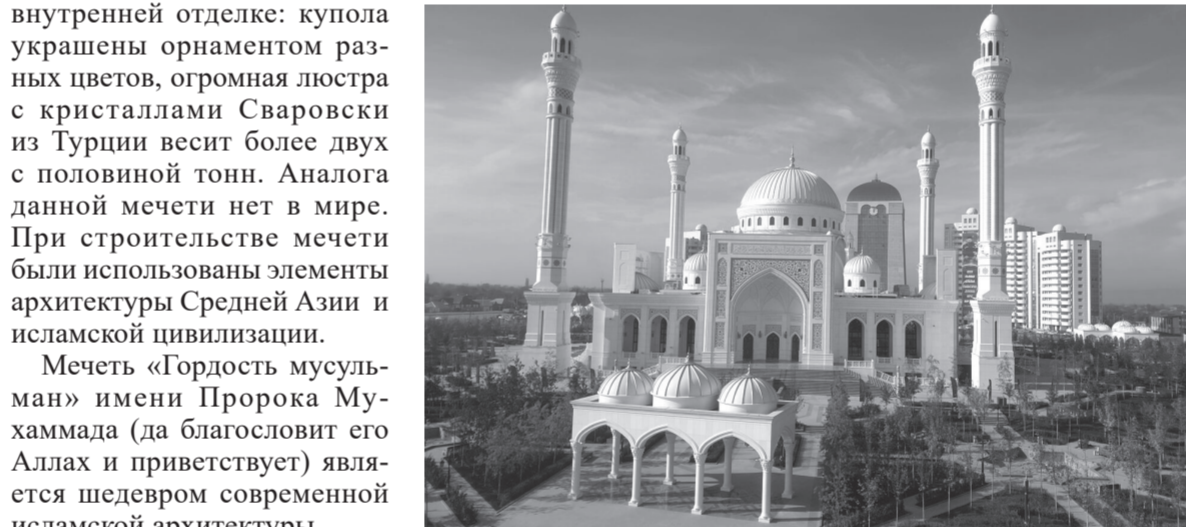 внутренней отделке: купола
украшены орнаментом раз-
ных цветов, огромная люстра
с кристаллами Сваровски
из Турции весит более двух
с половиной тонн. Аналога
данной мечети нет в мире.
При строительстве мечети
были использованы элементы
архитектуры Средней Азии и
исламской цивилизации.
Мечеть «Гордость мусуль-
ман» имени Пророка Му-
хаммада (да благословит его
Аллах и приветствует) явля-
ется шедевром современной
исламской архитектуры.